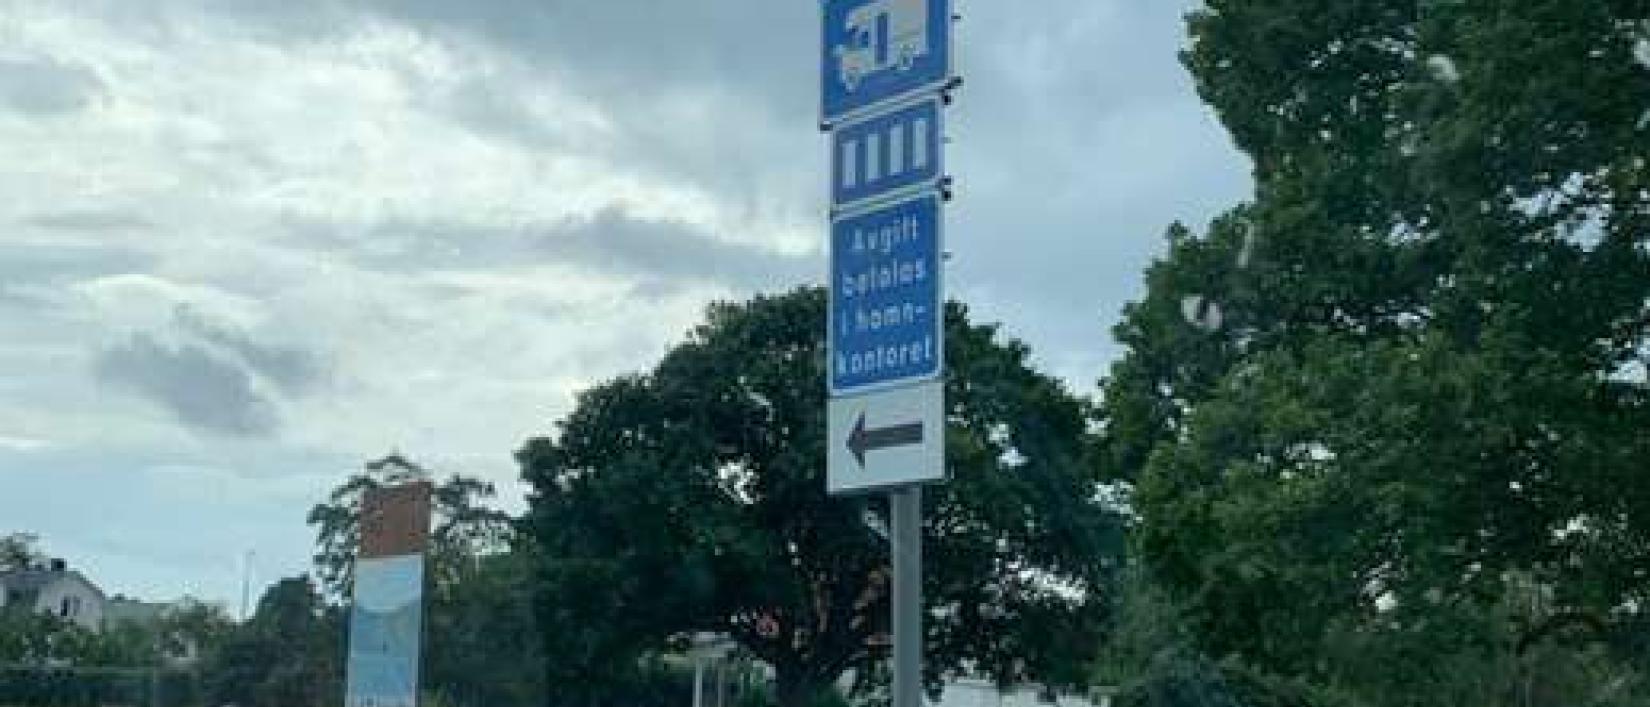 Avgift
betalas
i hamn-
kontoret